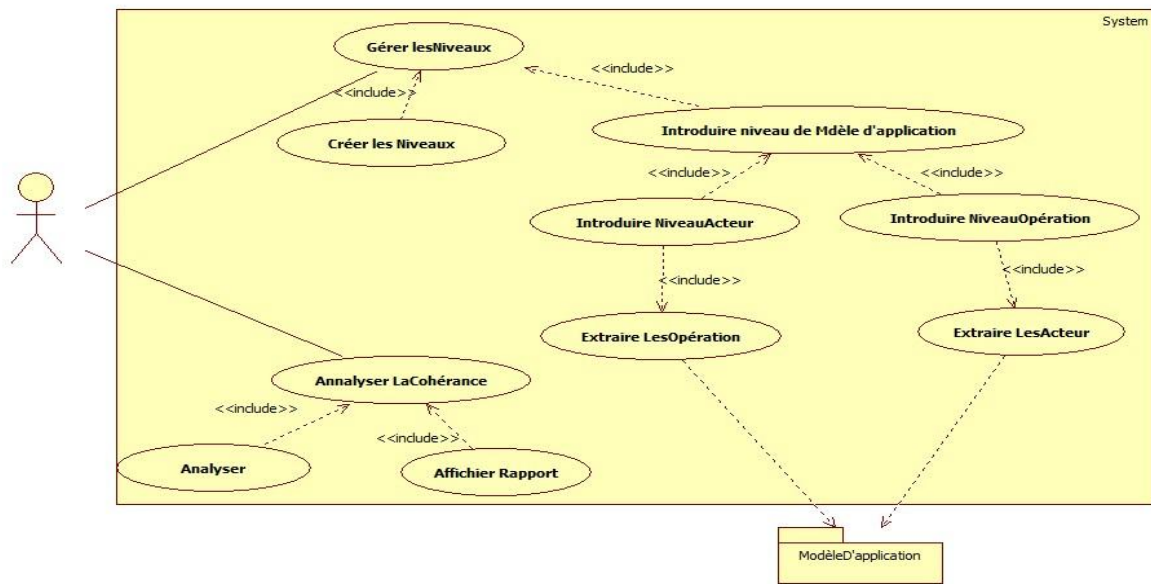 System
Gérer lesNiveaux
<<include>>
<<include>>
Créer les Niveaux
Introduire niveau de Mdèle d'application
<<include>>
<<include>>
Introduire NiveauActeur
Introduire NiveauOpération
<<include>>
<<include>>
Extraire LesOpération
Extraire LesActeur
Annalyser LaCohérance
<<include>>
<<include>>
Analyser
Affichier Rapport
ModèleD'application